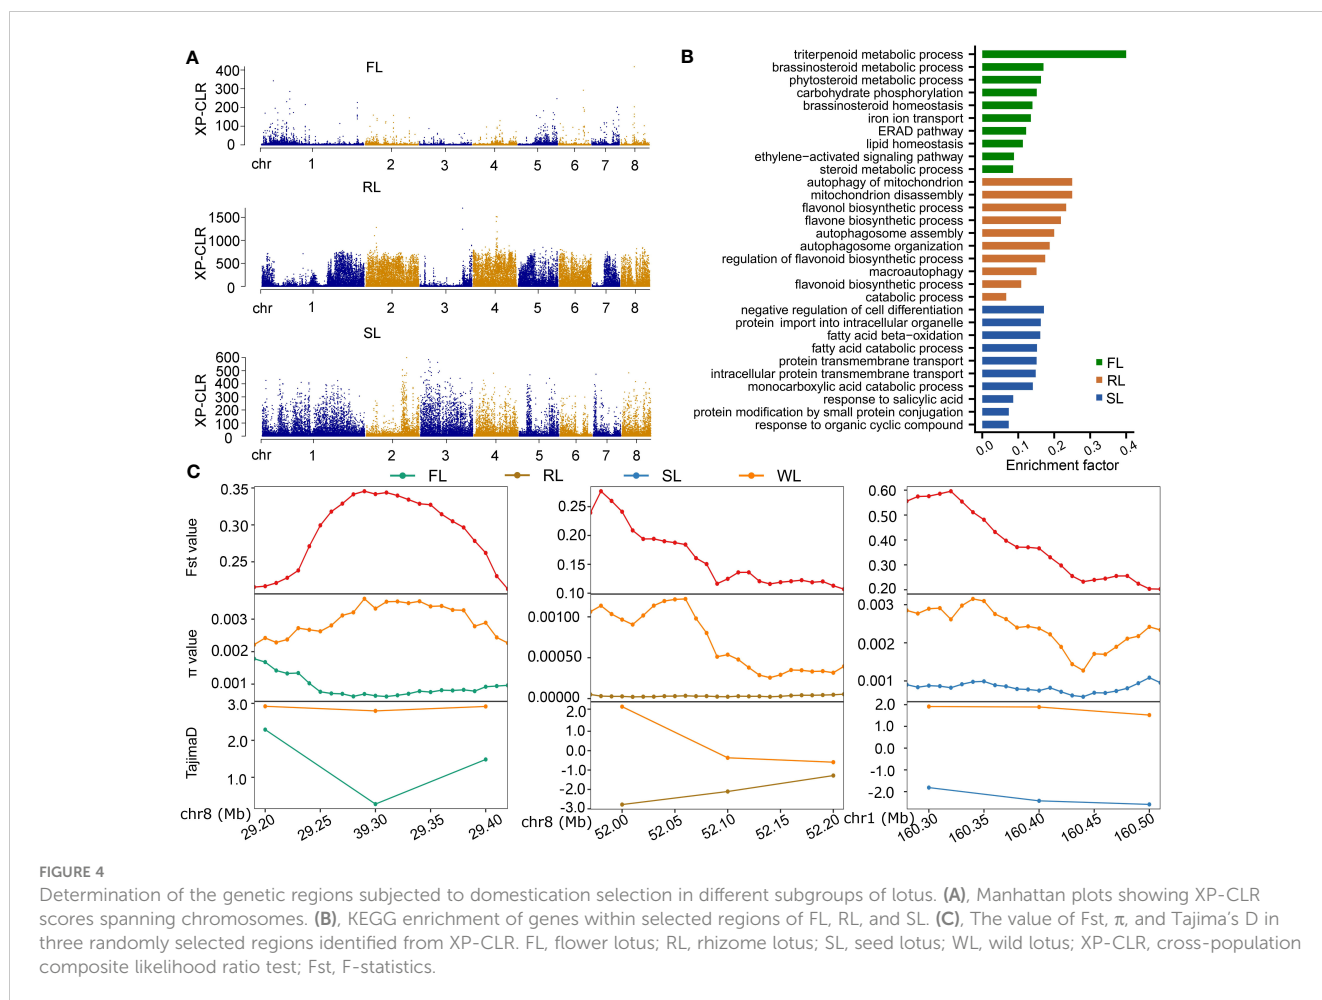 A
FL
XP-CLR
400
300
200
100
0
chr 1 2 3 4 5 6 7 8
RL
XP-CLR
1500
1000
500
0
chr 1 2 3 4 5 6 7 8
SL
XP-CLR
600
500
400
300
200
100
0
chr 1 2 3 4 5 6 7 8
B
triterpenoid metabolic process
brassinosteroid metabolic process
phytosteroid metabolic process
carbohydrate phosphorylation
brassinosteroid homeostasis
iron ion transport
ERAD pathway
lipid homeostasis
ethylene−activated signaling pathway
steroid metabolic process
autophagy of mitochondrion
mitochondrion disassembly
flavonol biosynthetic process
flavone biosynthetic process
autophagosome assembly
autophagosome organization
regulation of flavonoid biosynthetic process
macroautophagy
flavonoid biosynthetic process
catabolic process
negative regulation of cell differentiation
protein import into intracellular organelle
fatty acid beta−oxidation
fatty acid catabolic process
protein transmembrane transport
intracellular protein transmembrane transport
monocarboxylic acid catabolic process
response to salicylic acid
protein modification by small protein conjugation
response to organic cyclic compound
FL
RL
SL
0.0 0.1 0.2 0.3 0.4
Enrichment factor
C
FL RL SL WL
Fst value
0.35
0.30
0.25
π value
0.003
0.002
0.001
TajimaD
3.0
2.0
1.0
chr8 (Mb)
29.20 29.25 29.30 29.35 29.40
0.25
0.20
0.15
0.10
0.00100
0.00050
0.00000
2.0
1.0
0.0
-1.0
-2.0
-3.0
chr8 (Mb)
52.00 52.05 52.10 52.15 52.20
0.60
0.50
0.40
0.30
0.20
0.003
0.002
0.001
2.0
1.0
0.0
-1.0
-2.0
chr1 (Mb)
160.30 160.35 160.40 160.45 160.50
FIGURE 4
Determination of the genetic regions subjected to domestication selection in different subgroups of lotus. (A), Manhattan plots showing XP-CLR
scores spanning chromosomes. (B), KEGG enrichment of genes within selected regions of FL, RL, and SL. (C), The value of Fst, π, and Tajima's D in
three randomly selected regions identified from XP-CLR. FL, flower lotus; RL, rhizome lotus; SL, seed lotus; WL, wild lotus; XP-CLR, cross-population
composite likelihood ratio test; Fst, F-statistics.